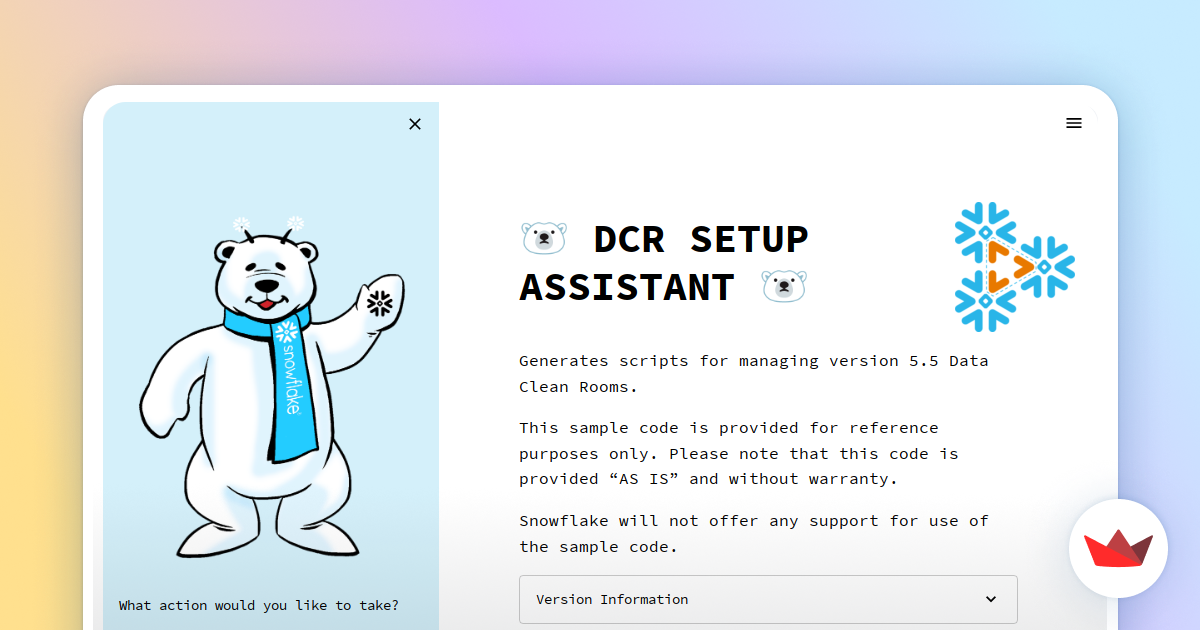 snowflake
What action would you like to take?
DCR SETUP
ASSISTANT
Generates scripts for managing version 5.5 Data
Clean Rooms.
This sample code is provided for reference
purposes only. Please note that this code is
provided “AS IS” and without warranty.
Snowflake will not offer any support for use of
the sample code.
Version Information